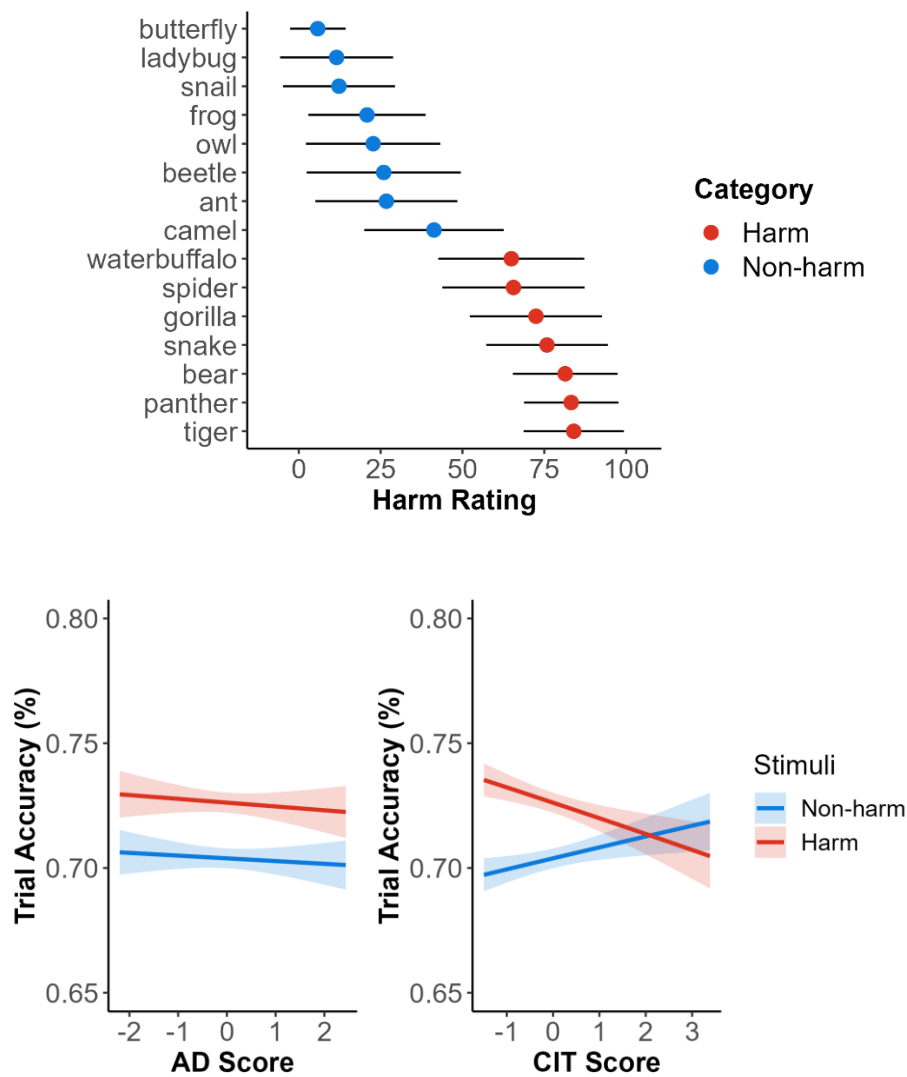 butterfly
ladybug
snail
frog
owl
beetle
ant
camel
waterbuffalo
spider
gorilla
snake
bear
panther
tiger
0 25 50 75 100
Harm Rating
Category
Harm
Non-harm
0.80
0.75
0.70
0.65
Trial Accuracy (%)
-2 -1 0 1 2
AD Score
0.80
0.75
0.70
0.65
Trial Accuracy (%)
-1 0 1 2 3
CIT Score
Stimuli
Non-harm
Harm